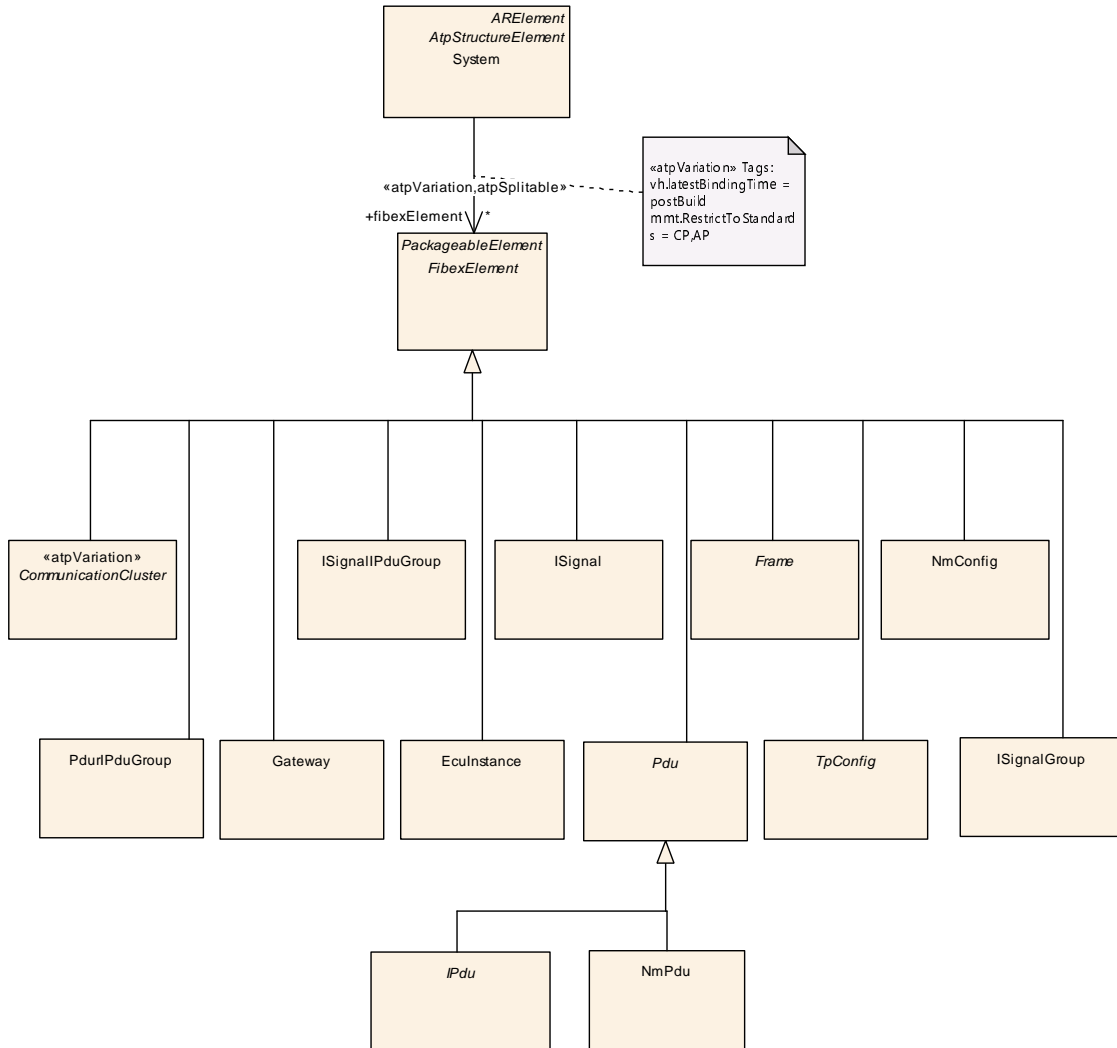 ARElement
AtpStructureElement
System
«atpVariation» Tags:
vh.latestBindingTime =
postBuild
mmt.RestrictToStandard
s = CP,AP
«atpVariation,atpSplitable»
+fibexElement
*
PackageableElement
FibexElement
«atpVariation»
CommunicationCluster
ISignalIPduGroup
ISignal
Frame
NmConfig
PdurIPduGroup
Gateway
EcuInstance
Pdu
TpConfig
ISignalGroup
IPdu
NmPdu